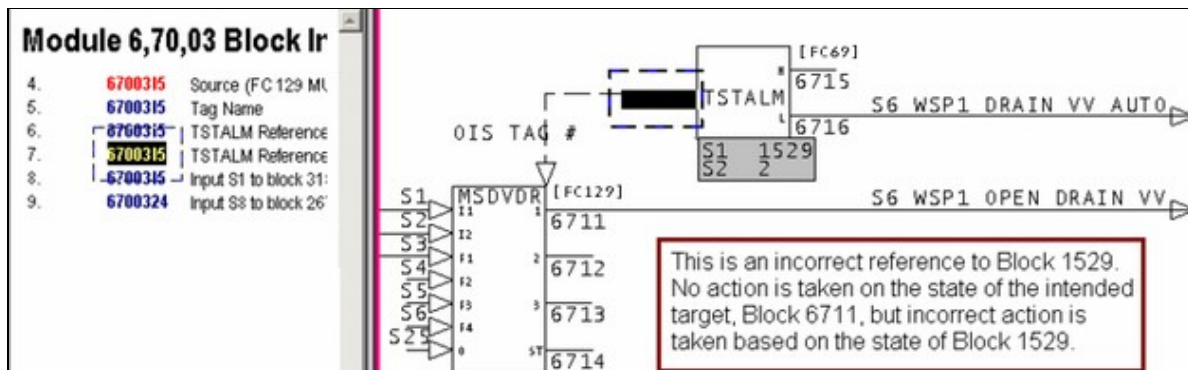 Module 6,70,03 Block Ir
4. 6700315 Source (FC 129 MU
5. 6700315 Tag Name
6. 6700315 TSTALM Reference
7. 6700315 TSTALM Reference
8. 6700315 Input S1 to block 31
9. 6700324 Input S8 to block 26
[FC69]
H
6715
TSTALM
S6 WSP1 DRAIN VV AUTO
L
6716
OIS TAG #
S1 1529
S2 2
S1 MSDVDR [FC129]
S6 WSP1 OPEN DRAIN VV
I1 1
6711
S2
I2
S3
F1 2
6712
S4
F2
S5
F3 3
6713
S6
F4
S25
0 ST
6714
This is an incorrect reference to Block 1529.
No action is taken on the state of the intended
target, Block 6711, but incorrect action is
taken based on the state of Block 1529.